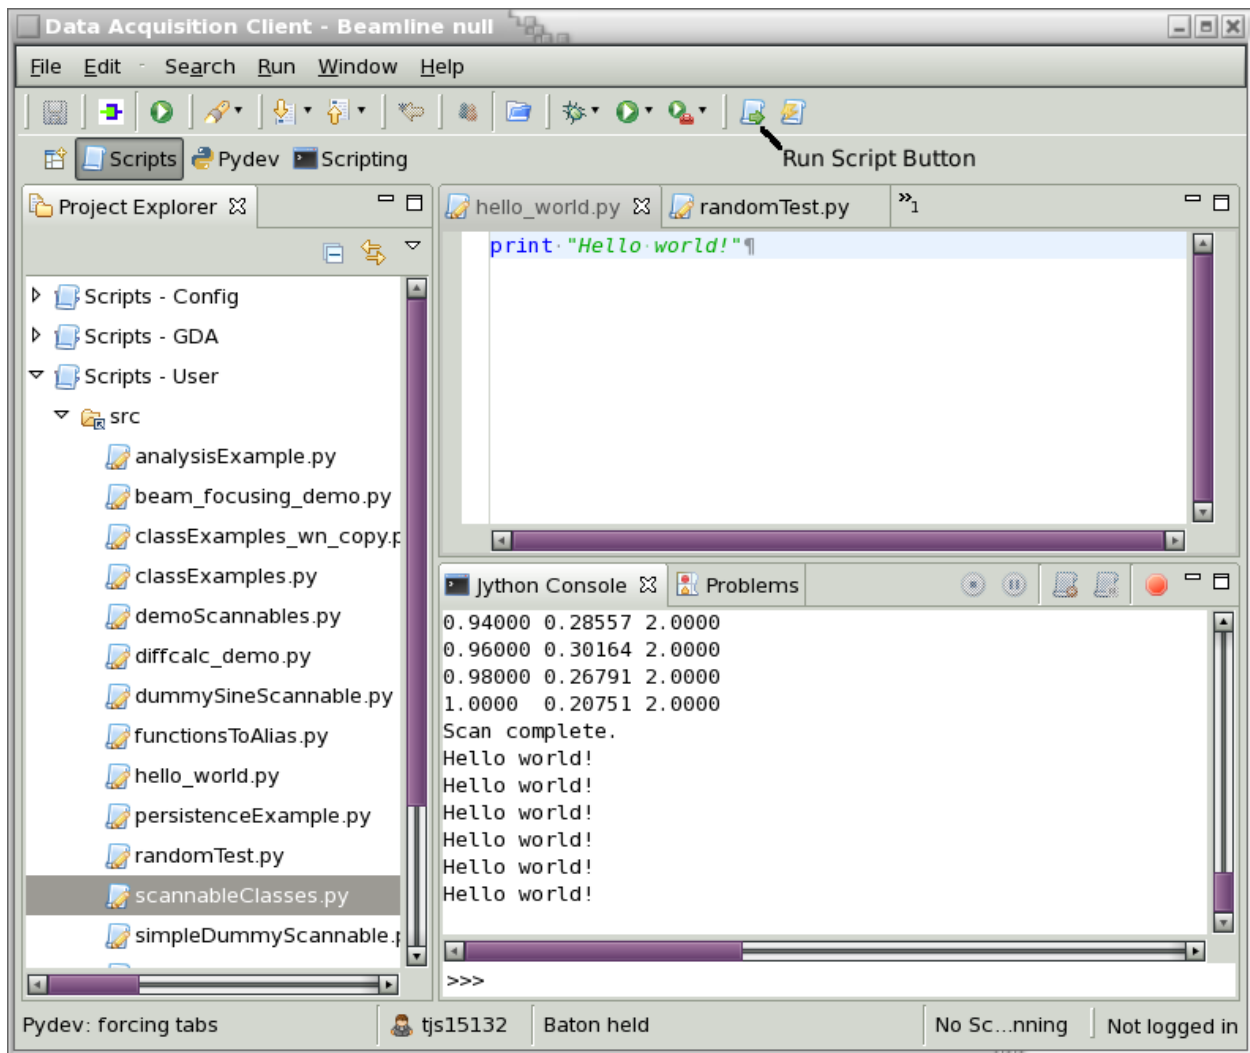 Data Acquisition Client - Beamline null
File Edit Search Run Window Help
Run Script Button
Scripts Pydev Scripting
Project Explorer
hello_world.py randomTest.py »1
print "Hello world!"¶
Scripts - Config
Scripts - GDA
Scripts - User
src
analysisExample.py
beam_focusing_demo.py
classExamples_wn_copy.p
classExamples.py
demoScannables.py
diffcalc_demo.py
dummySineScannable.py
functionsToAlias.py
hello_world.py
persistenceExample.py
randomTest.py
scannableClasses.py
simpleDummyScannable.p
Jython Console Problems
0.94000 0.28557 2.0000
0.96000 0.30164 2.0000
0.98000 0.26791 2.0000
1.0000 0.20751 2.0000
Scan complete.
Hello world!
Hello world!
Hello world!
Hello world!
Hello world!
Hello world!
>>>
Pydev: forcing tabs tjs15132 Baton held No Sc...nning Not logged in